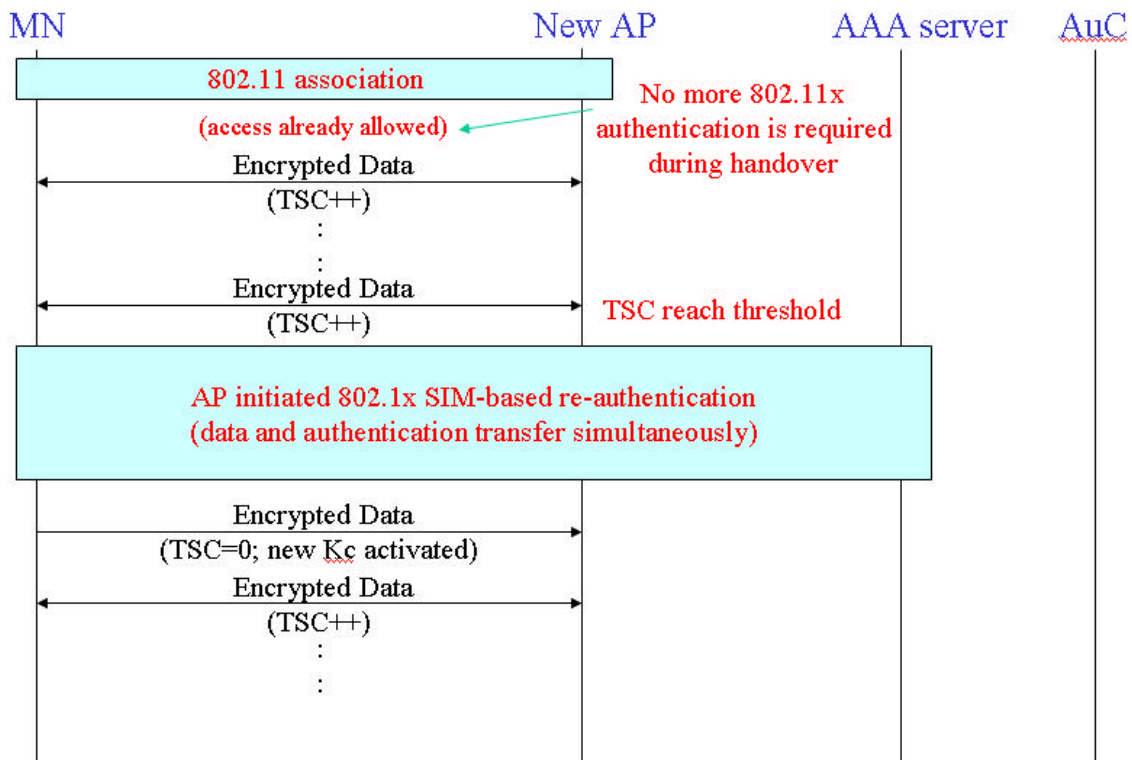 MN
New AP
AAA server
AuC
802.11 association
(access already allowed)
No more 802.11x
authentication is required
during handover
Encrypted Data
(TSC++)
:
:
Encrypted Data
(TSC++)
TSC reach threshold
AP initiated 802.1x SIM-based re-authentication
(data and authentication transfer simultaneously)
Encrypted Data
(TSC=0; new Kc activated)
Encrypted Data
(TSC++)
:
: